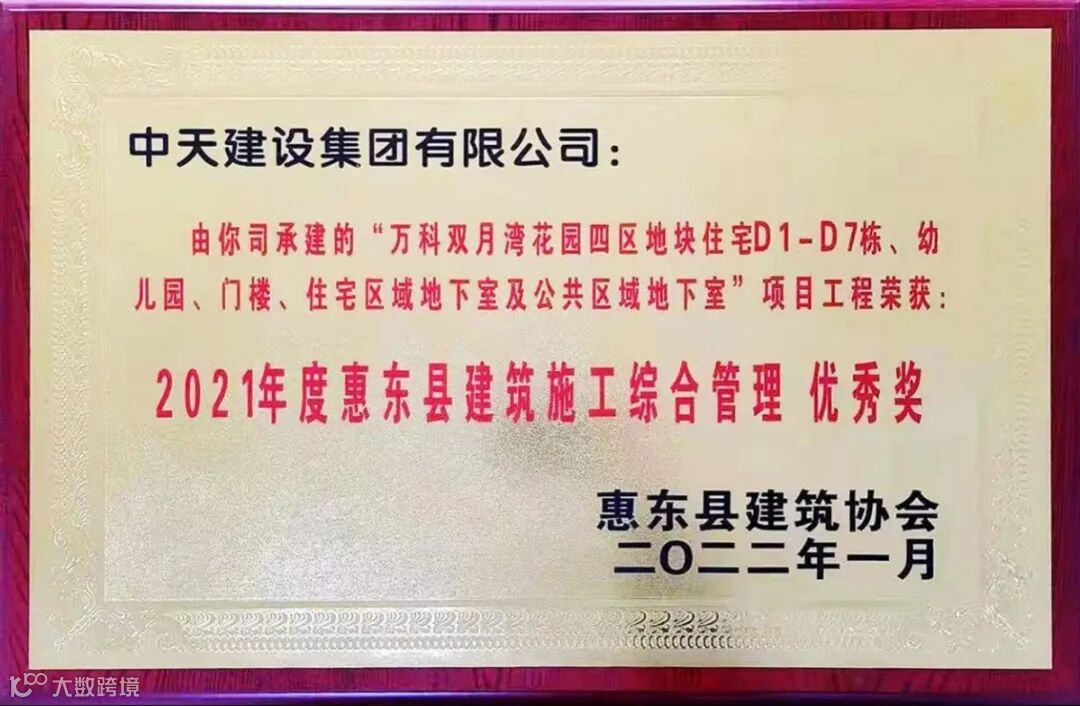 中天建设集团有限公司：
由你司承建的“万科双月湾花园四区地块住宅D1-D7栋、幼
儿园、门楼、住宅区域地下室及公共区域地下室”项目工程荣获：
2021年度惠东县建筑施工综合管理 优秀奖
惠东县建筑协会
二〇二二年一月
大数跨境